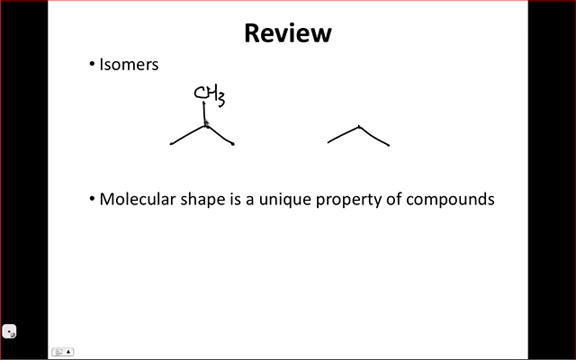 Review
• Isomers
CH3
• Molecular shape is a unique property of compounds